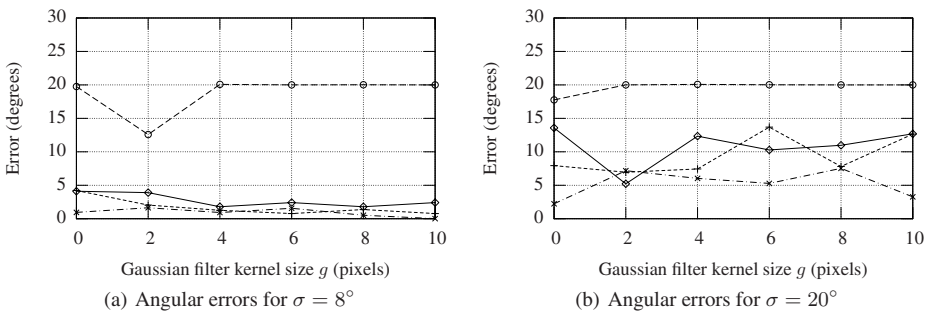 30
25
20
15
10
5
0
Error (degrees)
0 2 4 6 8 10
Gaussian filter kernel size g (pixels)
(a) Angular errors for σ = 8°
30
25
20
15
10
5
0
Error (degrees)
0 2 4 6 8 10
Gaussian filter kernel size g (pixels)
(b) Angular errors for σ = 20°